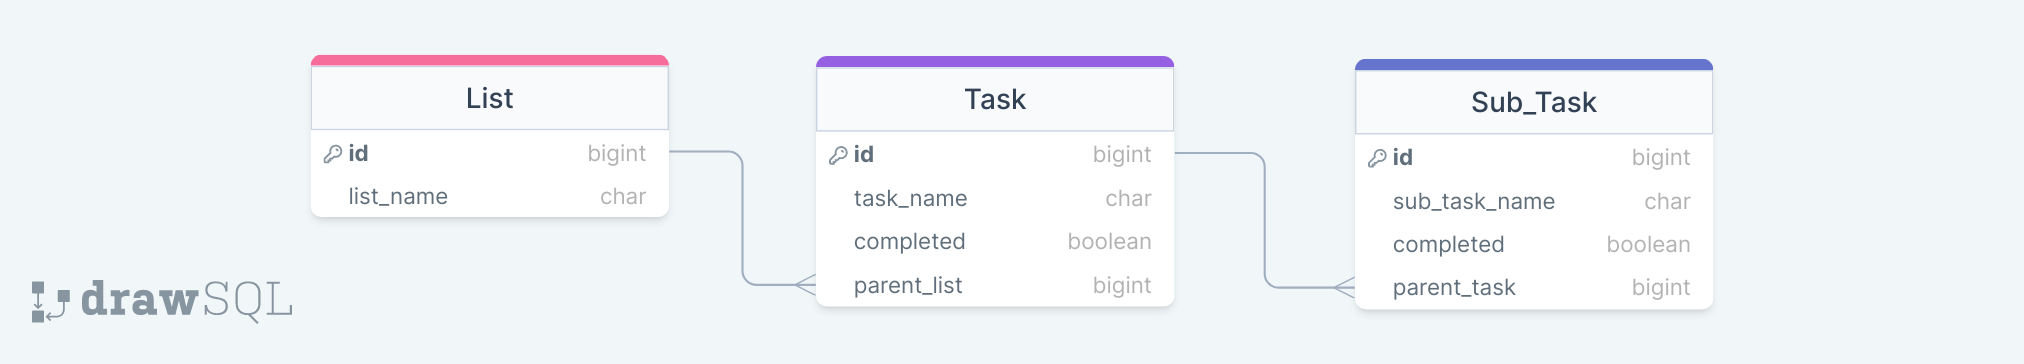 List
id bigint
list_name char
Task
id bigint
task_name char
completed boolean
parent_list bigint
Sub_Task
id bigint
sub_task_name char
completed boolean
parent_task bigint
drawSQL